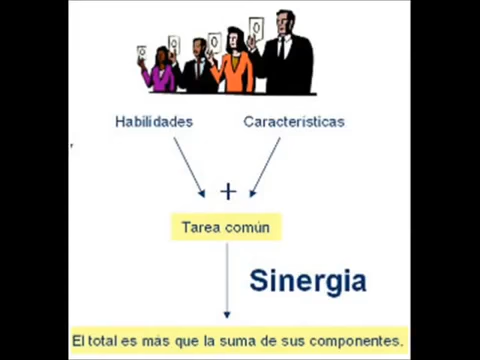 Habilidades Características
+
Tarea común
Sinergia
El total es más que la suma de sus componentes.